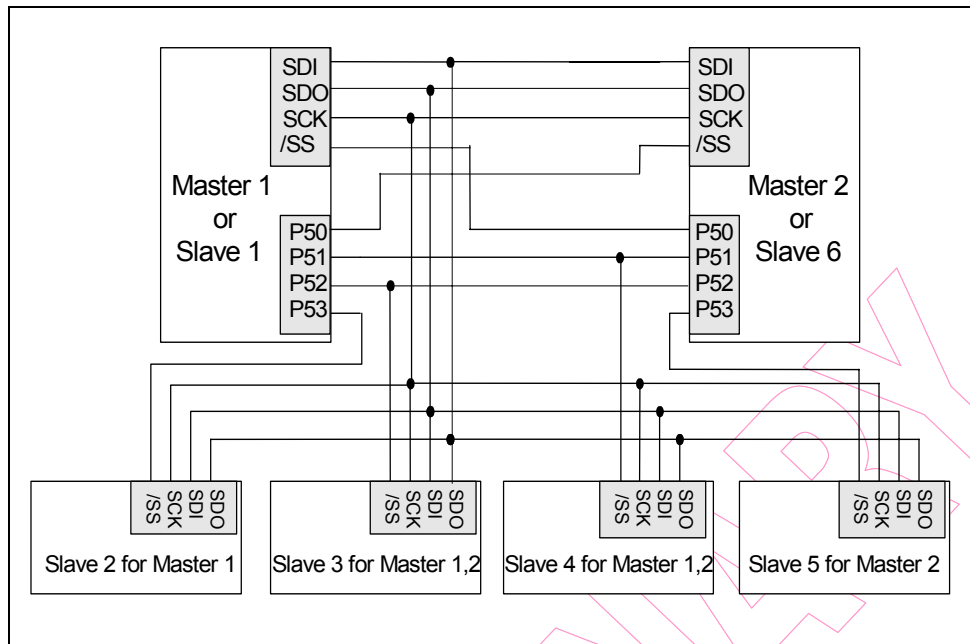 SDI
SDO
SCK
/SS
Master 1
or
Slave 1
P50
P51
P52
P53
SDI
SDO
SCK
/SS
Master 2
or
Slave 6
P50
P51
P52
P53
/SS
SCK
SDI
SDO
Slave 2 for Master 1
/SS
SCK
SDI
SDO
Slave 3 for Master 1,2
/SS
SCK
SDI
SDO
Slave 4 for Master 1,2
/SS
SCK
SDI
SDO
Slave 5 for Master 2